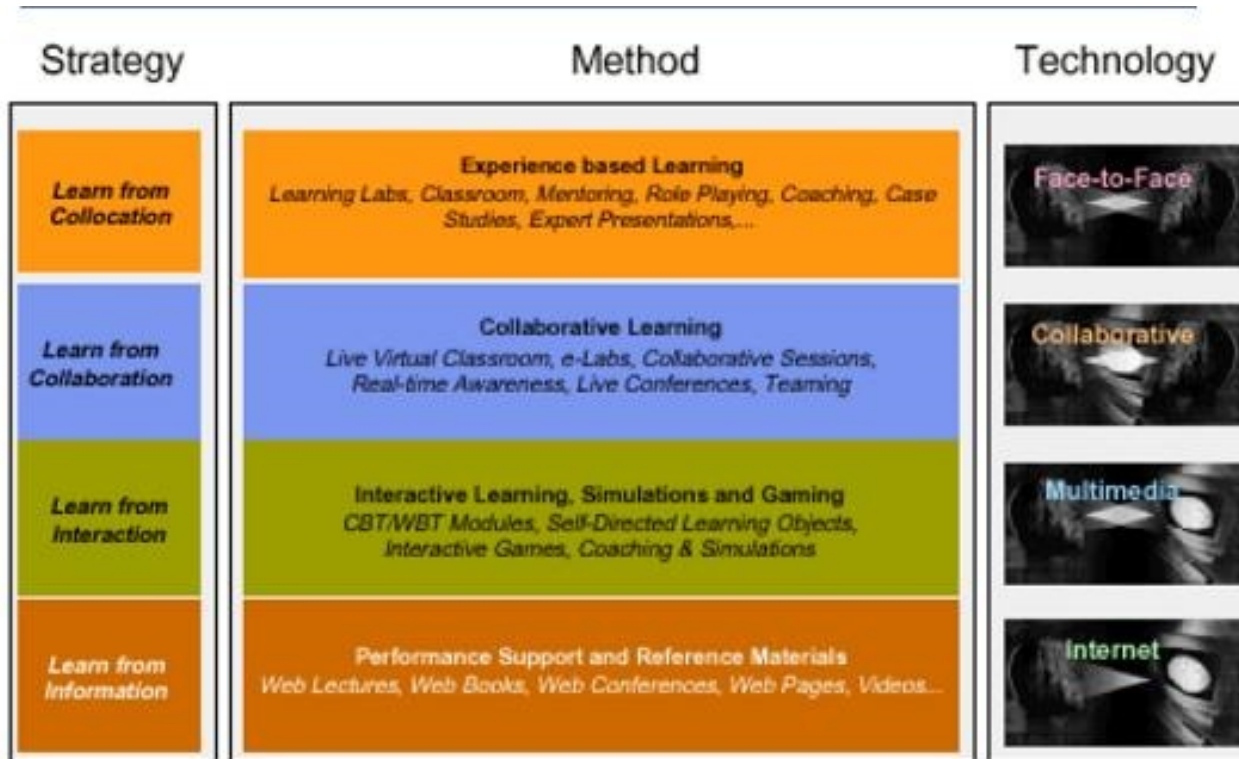 Strategy
Method
Technology
Learn from
Collocation
Experience based Learning
Learning Labs, Classroom, Mentoring, Role Playing, Coaching, Case
Studies, Expert Presentations,...
Face-to-Face
Learn from
Collaboration
Collaborative Learning
Live Virtual Classroom, e-Labs, Collaborative Sessions,
Real-time Awareness, Live Conferences, Teaming
Collaborative
Learn from
Interaction
Interactive Learning, Simulations and Gaming
CBT/WBT Modules, Self-Directed Learning Objects,
Interactive Games, Coaching & Simulations
Multimedia
Learn from
Information
Performance Support and Reference Materials
Web Lectures, Web Books, Web Conferences, Web Pages, Videos...
Internet